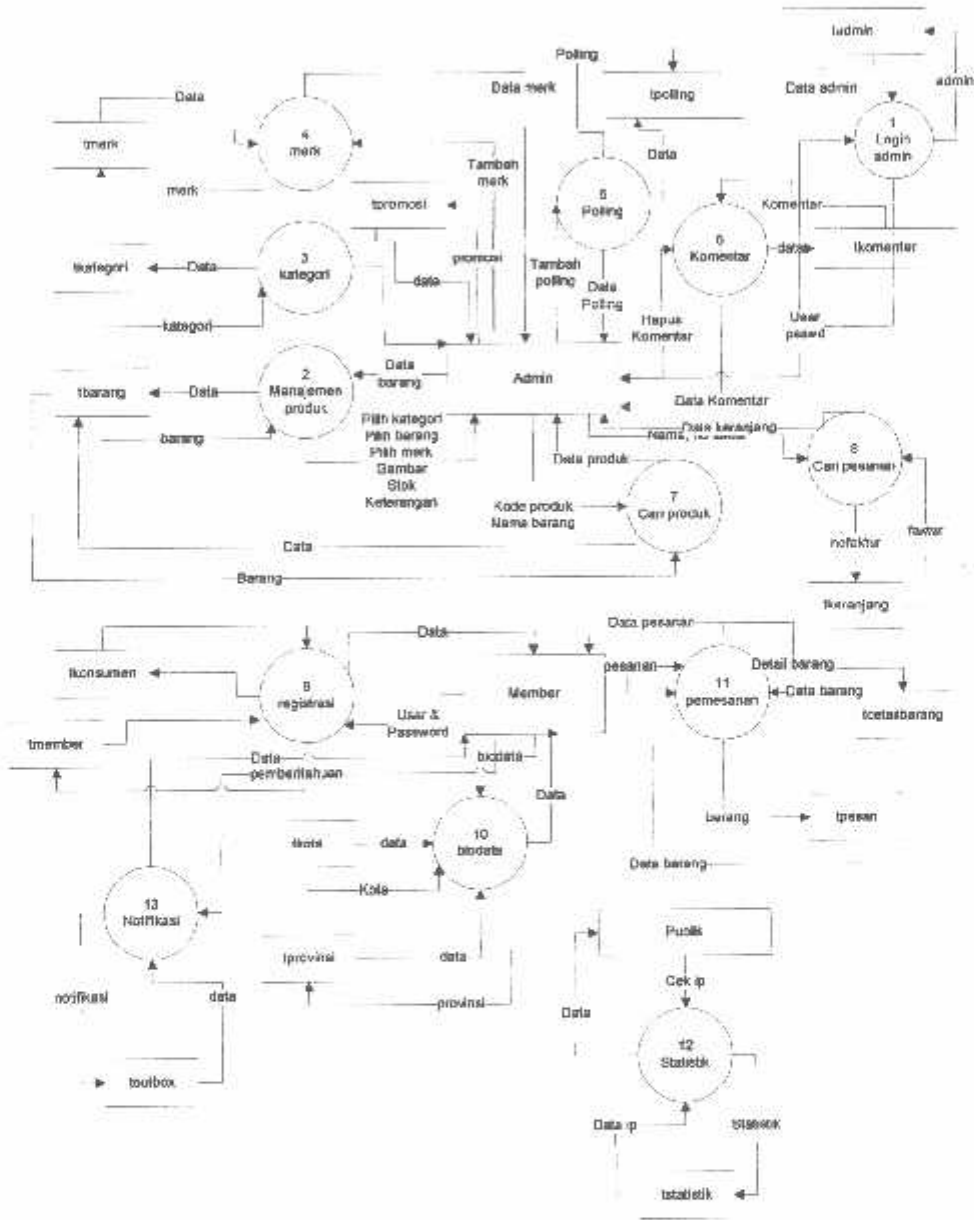 tadmin
Polling
Data
Data merk
tpolling
Data admin
admin
1
Login
admin
tmerk
4
merk
Data
Tambah
merk
merk
tpromosi
5
Polling
Komentar
6
Komentar
data
tkomentar
3
kategori
tkategori
Data
promosi
data
Tambah
polling
Data
Polling
kategori
Hapus
Komentar
User
passwd
2
Manajemen
produk
Data
barang
Admin
tbarang
Data
Data Komentar
barang
Pilih kategori
Pilih barang
Pilih merk
Gambar
Stok
Keterangan
Data keranjang
Data produk
8
Cari pesanan
7
Cari produk
Kode produk
Nama barang
Data
nofaktur
faktur
Barang
tkeranjang
Data
Data pesanan
tkonsumen
9
registrasi
Member
pesanan
11
pemesanan
Detail barang
Data barang
tdetailbarang
User &
Password
tmember
Data
pemberitahuan
biodata
Data
tkota
data
10
biodata
barang
tpesan
Kota
Data barang
13
Notifikasi
Publik
tprovinsi
data
Cek ip
notifikasi
data
provinsi
Data
12
Statistik
toutbox
Data ip
Statistik
tstatistik